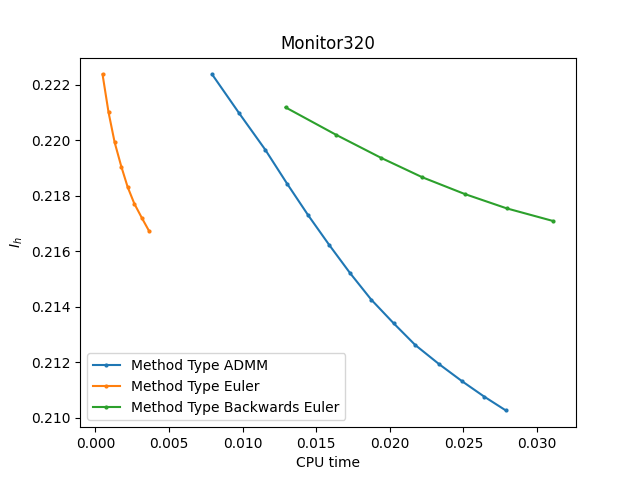 Monitor320
0.222
0.220
0.218
0.216
0.214
0.212
0.210
I_h
Method Type ADMM
Method Type Euler
Method Type Backwards Euler
0.000 0.005 0.010 0.015 0.020 0.025 0.030
CPU time